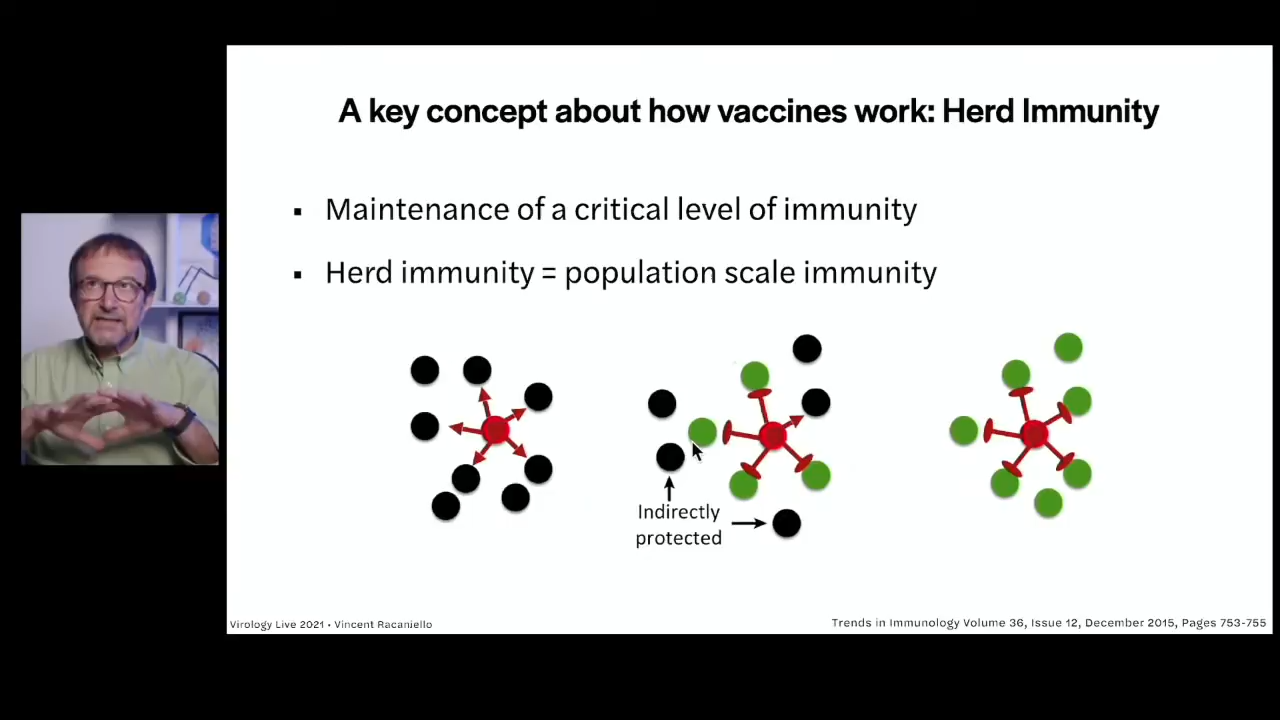 A key concept about how vaccines work: Herd Immunity
▪ Maintenance of a critical level of immunity
▪ Herd immunity = population scale immunity
Indirectly
protected
Virology Live 2021 • Vincent Racaniello
Trends in Immunology Volume 36, Issue 12, December 2015, Pages 753-755